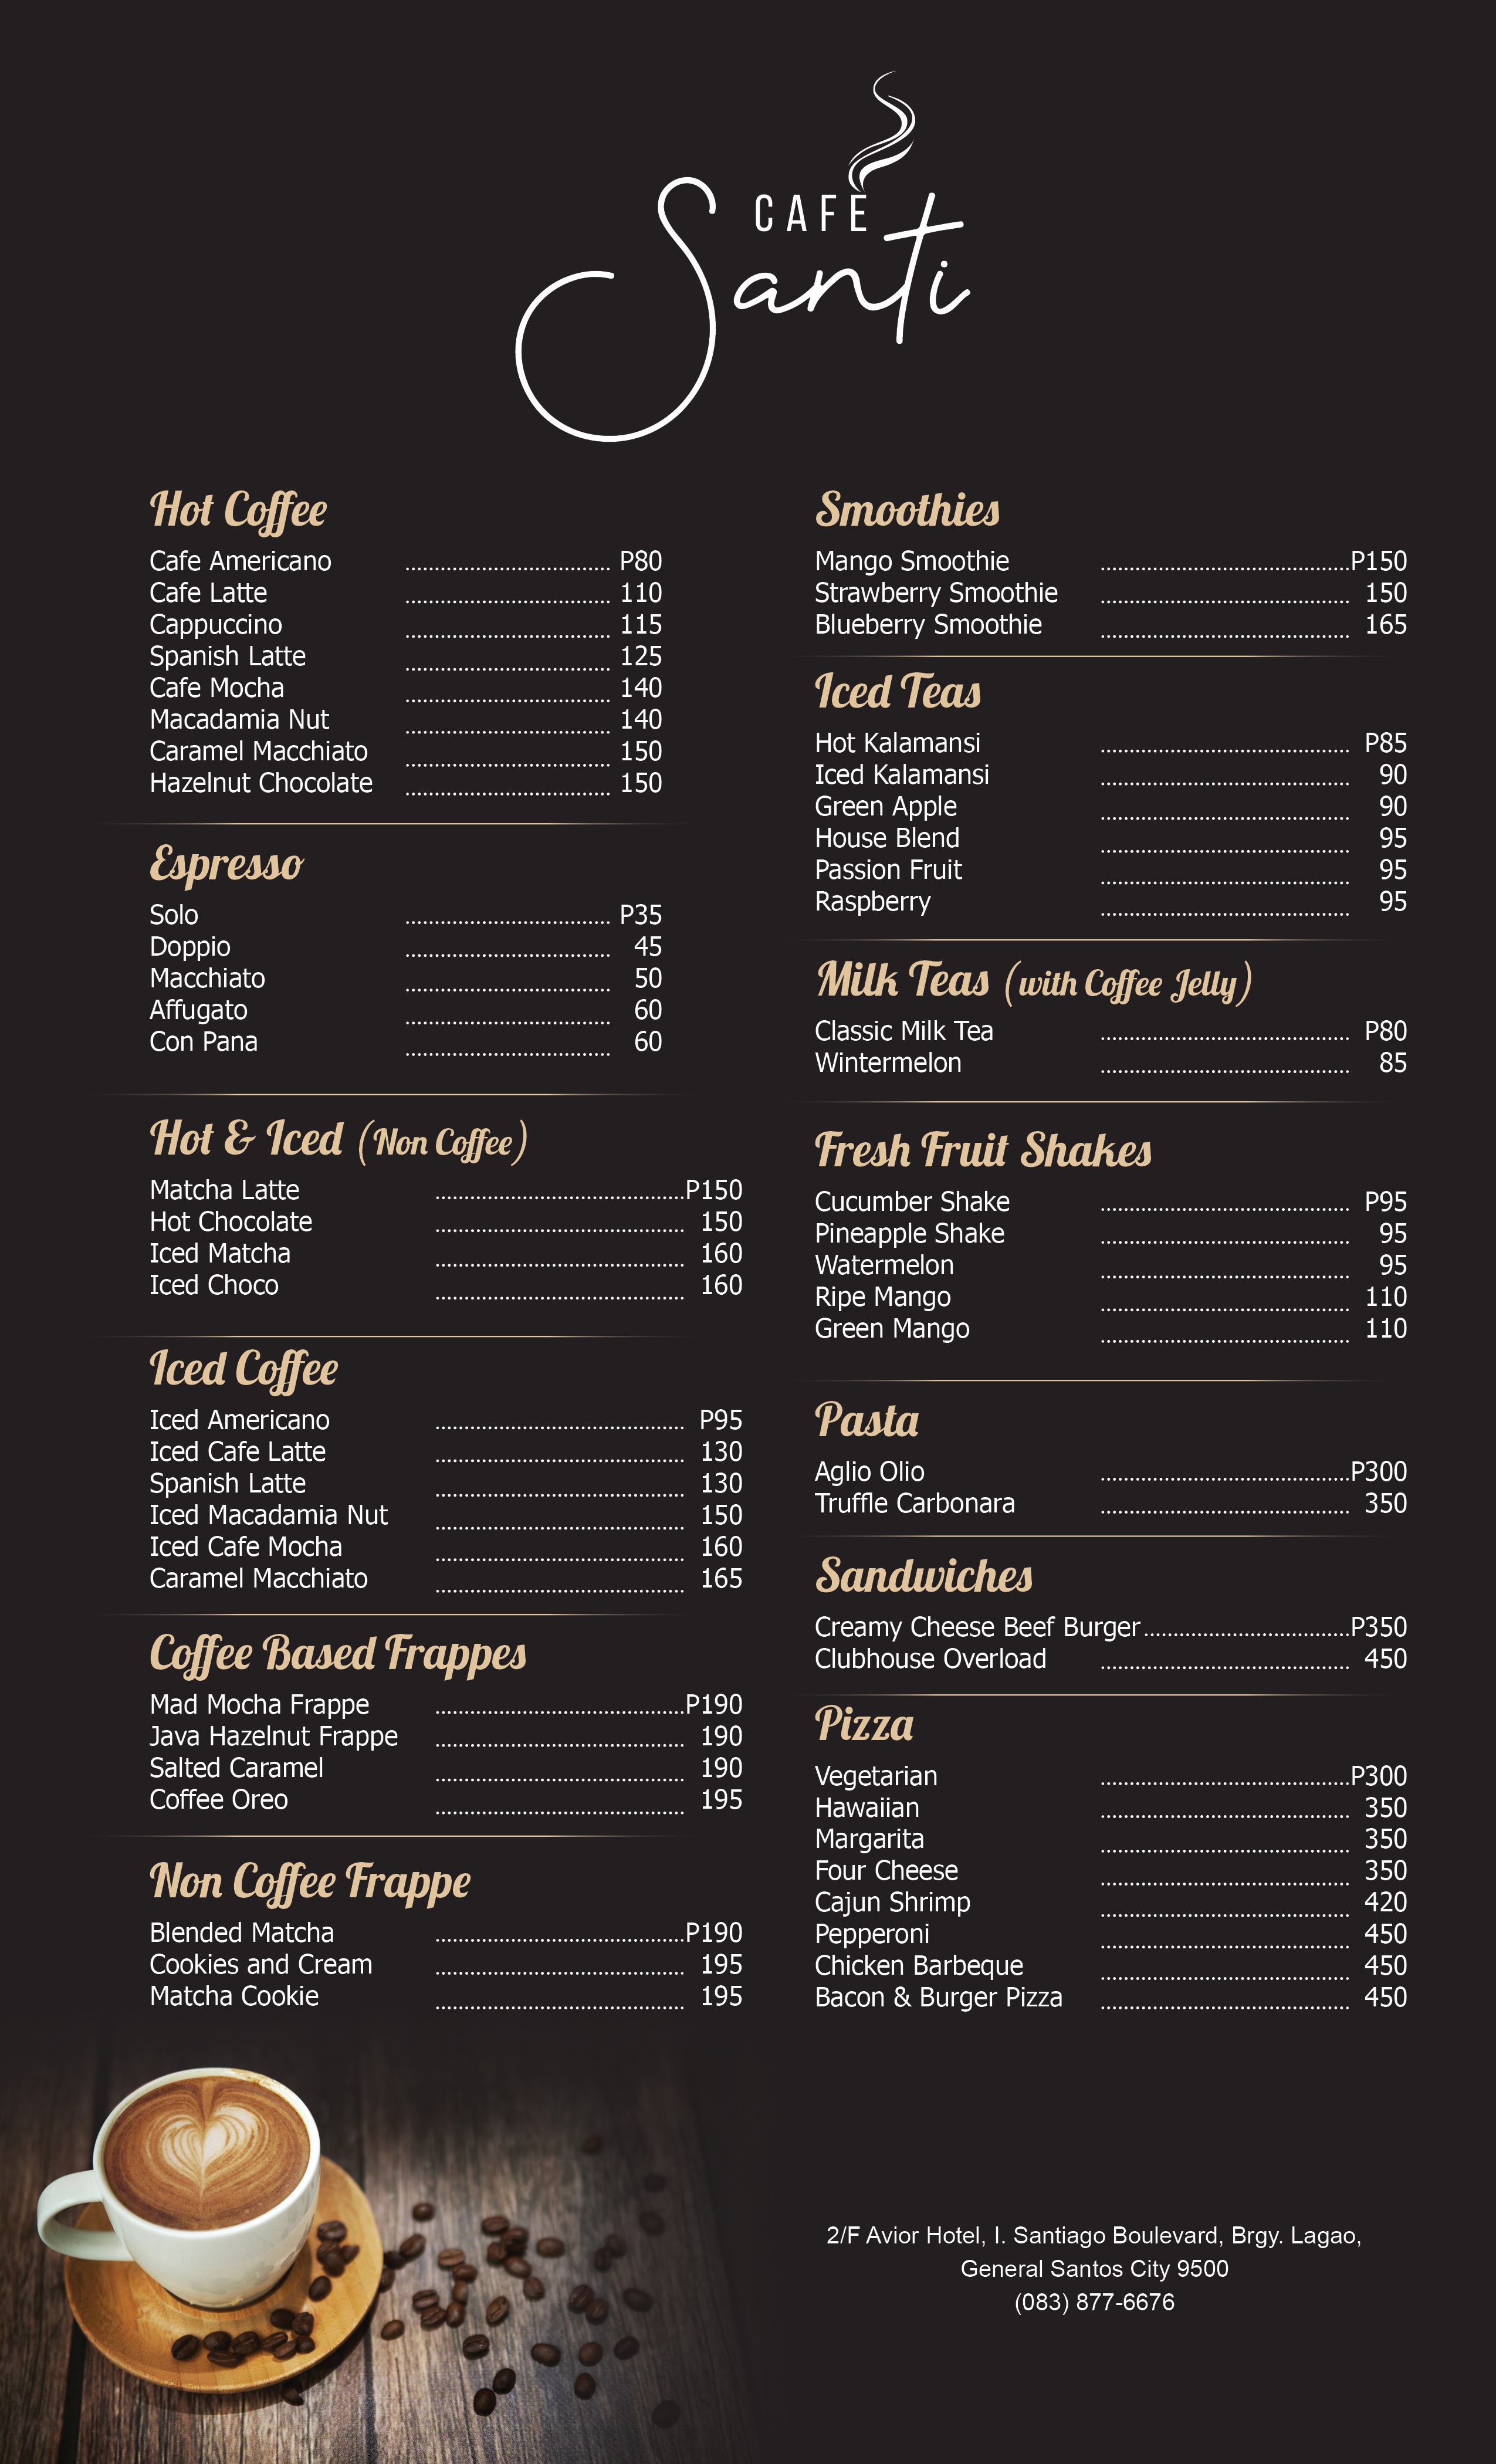 CAFE
Santi
Hot Coffee
Cafe Americano P80
Cafe Latte 110
Cappuccino 115
Spanish Latte 125
Cafe Mocha 140
Macadamia Nut 140
Caramel Macchiato 150
Hazelnut Chocolate 150
Espresso
Solo P35
Doppio 45
Macchiato 50
Affugato 60
Con Pana 60
Hot & Iced (Non Coffee)
Matcha Latte P150
Hot Chocolate 150
Iced Matcha 160
Iced Choco 160
Iced Coffee
Iced Americano P95
Iced Cafe Latte 130
Spanish Latte 130
Iced Macadamia Nut 150
Iced Cafe Mocha 160
Caramel Macchiato 165
Coffee Based Frappes
Mad Mocha Frappe P190
Java Hazelnut Frappe 190
Salted Caramel 190
Coffee Oreo 195
Non Coffee Frappe
Blended Matcha P190
Cookies and Cream 195
Matcha Cookie 195
Smoothies
Mango Smoothie P150
Strawberry Smoothie 150
Blueberry Smoothie 165
Iced Teas
Hot Kalamansi P85
Iced Kalamansi 90
Green Apple 90
House Blend 95
Passion Fruit 95
Raspberry 95
Milk Teas (with Coffee Jelly)
Classic Milk Tea P80
Wintermelon 85
Fresh Fruit Shakes
Cucumber Shake P95
Pineapple Shake 95
Watermelon 95
Ripe Mango 110
Green Mango 110
Pasta
Aglio Olio P300
Truffle Carbonara 350
Sandwiches
Creamy Cheese Beef Burger P350
Clubhouse Overload 450
Pizza
Vegetarian P300
Hawaiian 350
Margarita 350
Four Cheese 350
Cajun Shrimp 420
Pepperoni 450
Chicken Barbeque 450
Bacon & Burger Pizza 450
2/F Avior Hotel, I. Santiago Boulevard, Brgy. Lagao,
General Santos City 9500
(083) 877-6676